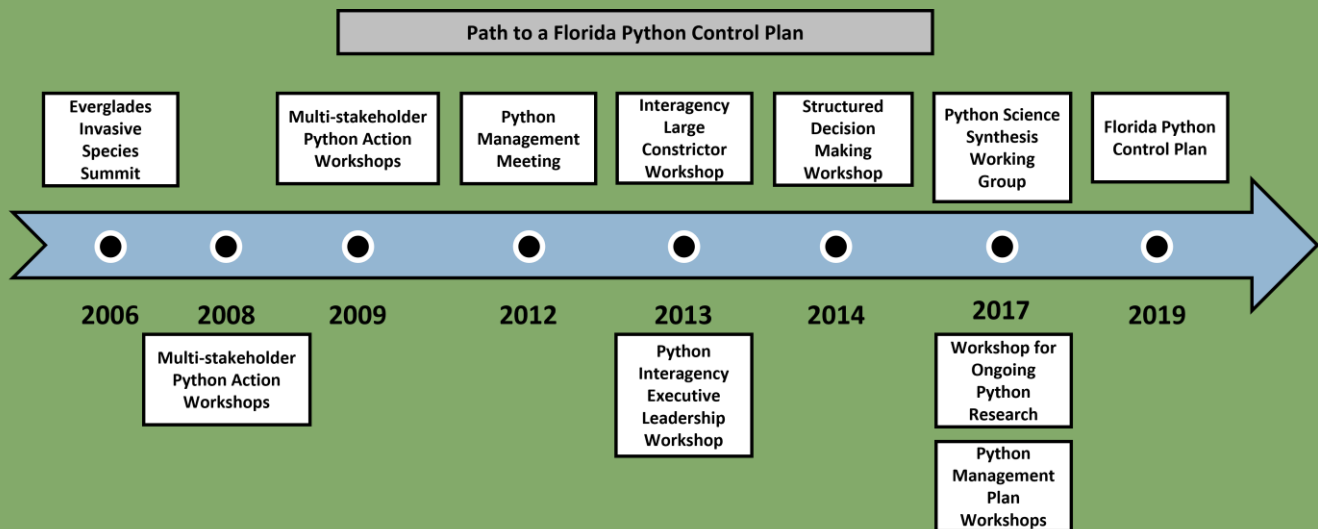 Path to a Florida Python Control Plan
Everglades
Invasive
Species
Summit
Multi-stakeholder
Python Action
Workshops
Python
Management
Meeting
Interagency
Large
Constrictor
Workshop
Structured
Decision
Making
Workshop
Python Science
Synthesis
Working
Group
Florida Python
Control Plan
2006
2008
2009
2012
2013
2014
2017
2019
Multi-stakeholder
Python Action
Workshops
Python
Interagency
Executive
Leadership
Workshop
Workshop for
Ongoing
Python
Research
Python
Management
Plan
Workshops